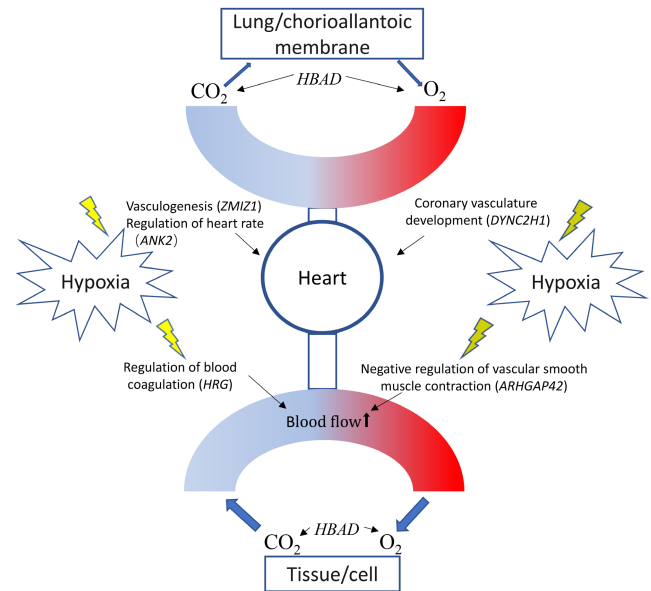 Lung/chorioallantoic
membrane
CO2
HBAD
O2
Vasculogenesis (ZMIZ1)
Regulation of heart rate
（ANK2）
Coronary vasculature
development (DYNC2H1)
Hypoxia
Heart
Hypoxia
Regulation of blood
coagulation (HRG)
Negative regulation of vascular smooth
muscle contraction (ARHGAP42)
Blood flow
HBAD
CO2
O2
Tissue/cell